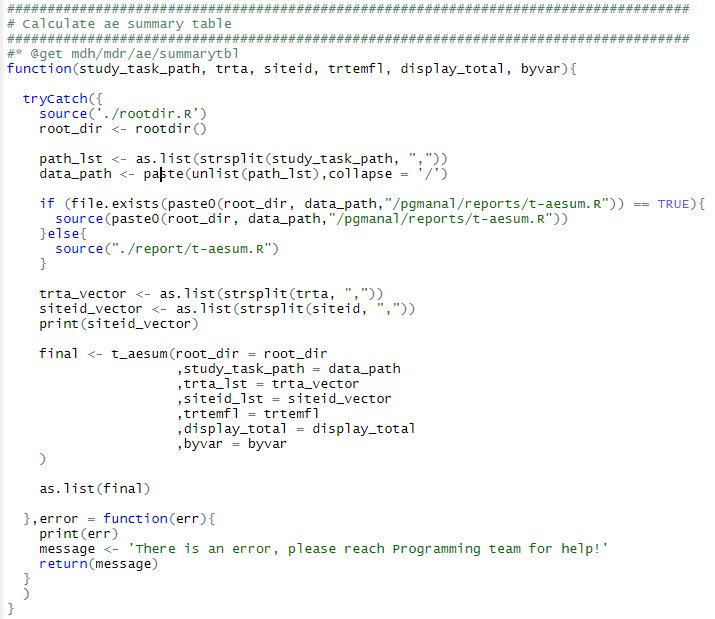 ####################################################################################
# Calculate ae summary table
####################################################################################
#* @get mdh/mdr/ae/summarytbl
function(study_task_path, trta, siteid, trtemfl, display_total, byvar){
  tryCatch({
    source('./rootdir.R')
    root_dir <- rootdir()
    path_lst <- as.list(strsplit(study_task_path, ","))
    data_path <- paste(unlist(path_lst),collapse = '/')
    if (file.exists(paste0(root_dir, data_path,"/pgmanal/reports/t-aesum.R")) == TRUE){
      source(paste0(root_dir, data_path,"/pgmanal/reports/t-aesum.R"))
    }else{
      source("./report/t-aesum.R")
    }
    trta_vector <- as.list(strsplit(trta, ","))
    siteid_vector <- as.list(strsplit(siteid, ","))
    print(siteid_vector)
    final <- t_aesum(root_dir = root_dir
                     ,study_task_path = data_path
                     ,trta_lst = trta_vector
                     ,siteid_lst = siteid_vector
                     ,trtemfl = trtemfl
                     ,display_total = display_total
                     ,byvar = byvar
    )
    as.list(final)
  },error = function(err){
    print(err)
    message <- 'There is an error, please reach Programming team for help!'
    return(message)
  }
  )
}